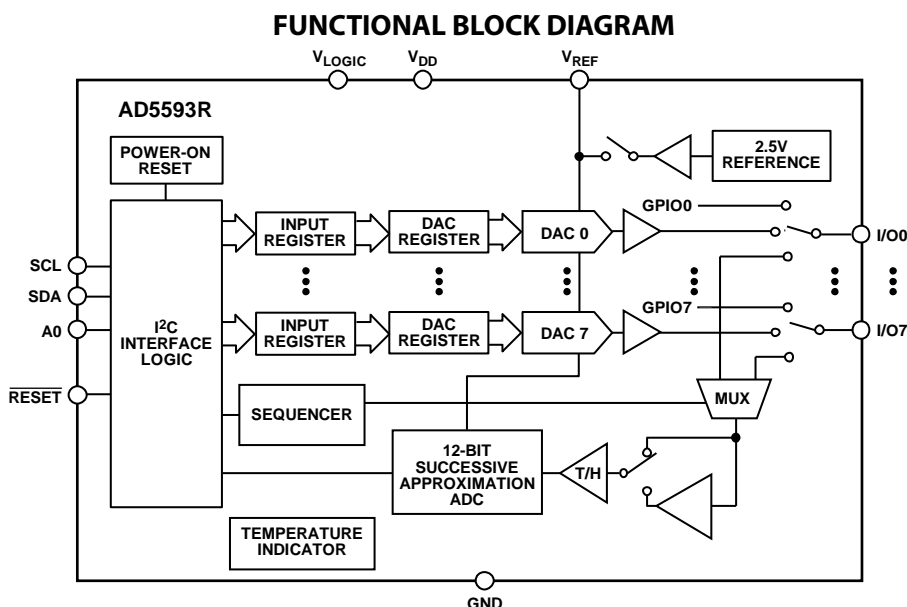 FUNCTIONAL BLOCK DIAGRAM
VLOGIC
VDD
VREF
AD5593R
POWER-ON
RESET
2.5V
REFERENCE
GPIO0
INPUT
REGISTER
DAC
REGISTER
DAC 0
I/O0
SCL
SDA
A0
RESET
I2C
INTERFACE
LOGIC
GPIO7
INPUT
REGISTER
DAC
REGISTER
DAC 7
I/O7
SEQUENCER
MUX
12-BIT
SUCCESSIVE
APPROXIMATION
ADC
T/H
TEMPERATURE
INDICATOR
GND